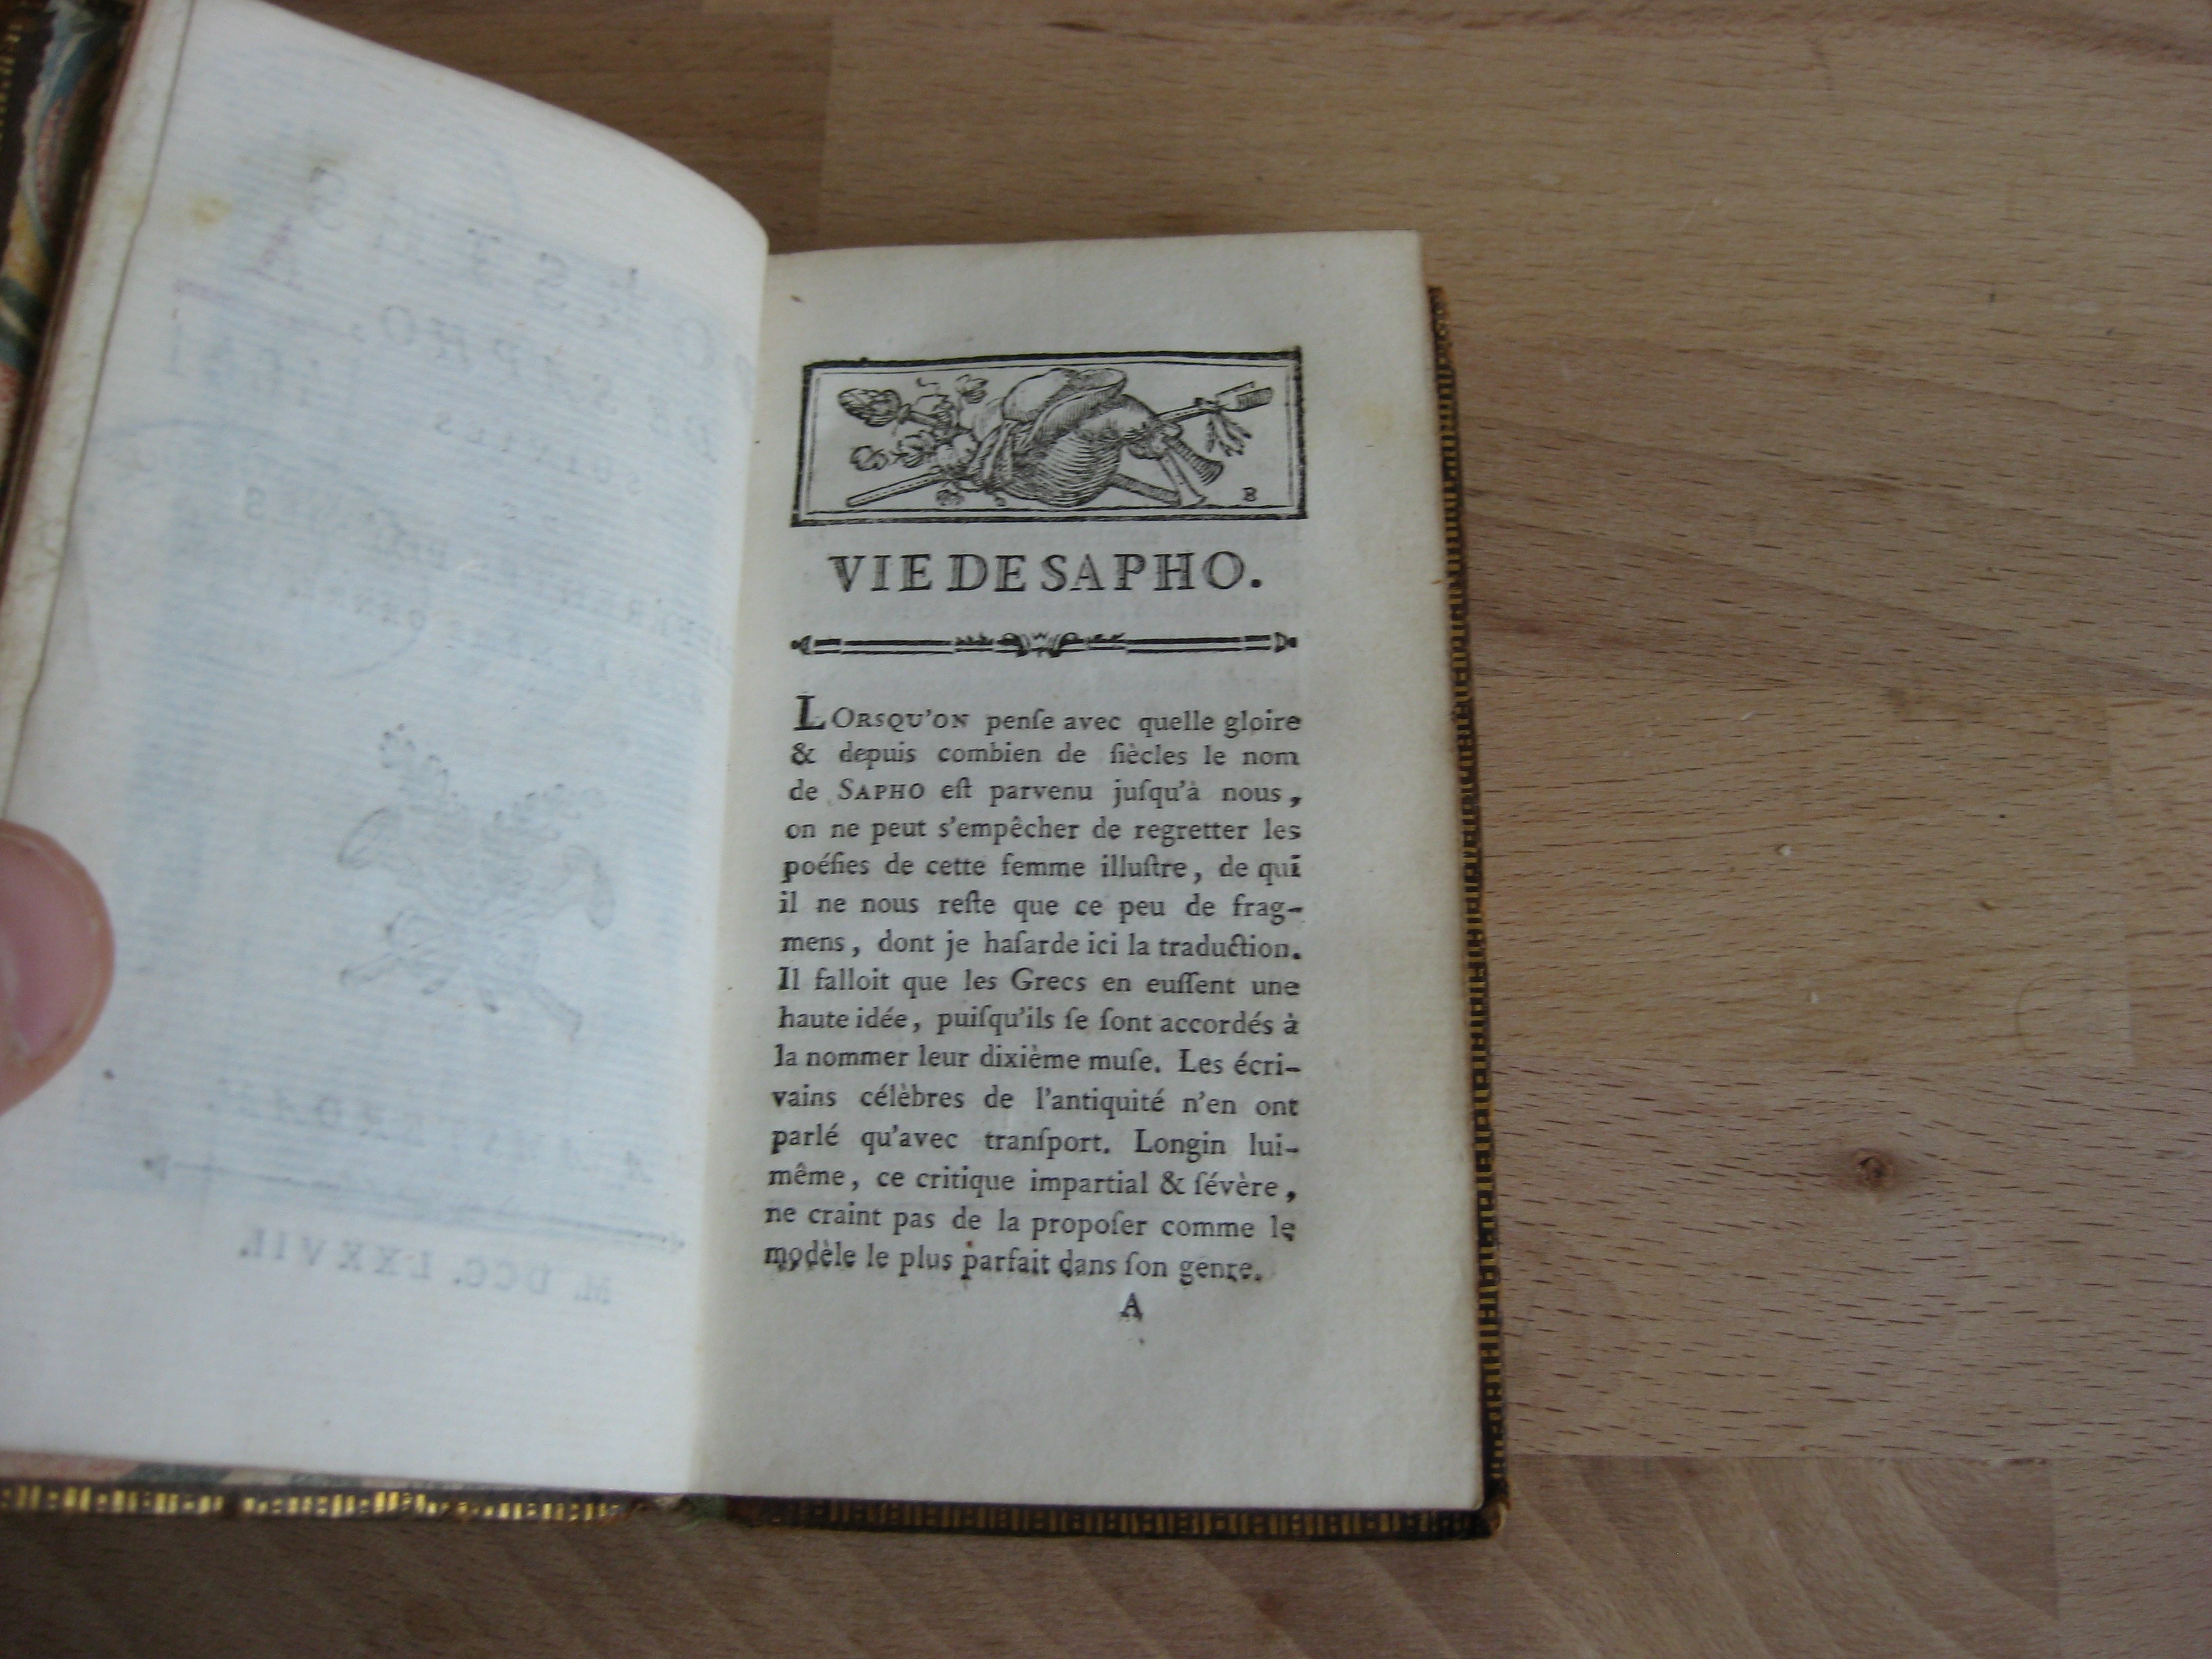 B
VIE DE SAPHO.
LORSQU'ON penſe avec quelle gloire
& depuis combien de ſiècles le nom
de SAPHO eſt parvenu juſqu'à nous,
on ne peut s'empêcher de regretter les
poéſies de cette femme illuſtre, de qui
il ne nous reſte que ce peu de frag-
mens, dont je haſarde ici la traduction.
Il falloit que les Grecs en euſſent une
haute idée, puiſqu'ils ſe ſont accordés à
la nommer leur dixième muſe. Les écri-
vains célèbres de l'antiquité n'en ont
parlé qu'avec tranſport. Longin lui-
même, ce critique impartial & ſévère,
ne craint pas de la propoſer comme le
modèle le plus parfait dans ſon genre.
A
M. DCC. LXXVII.